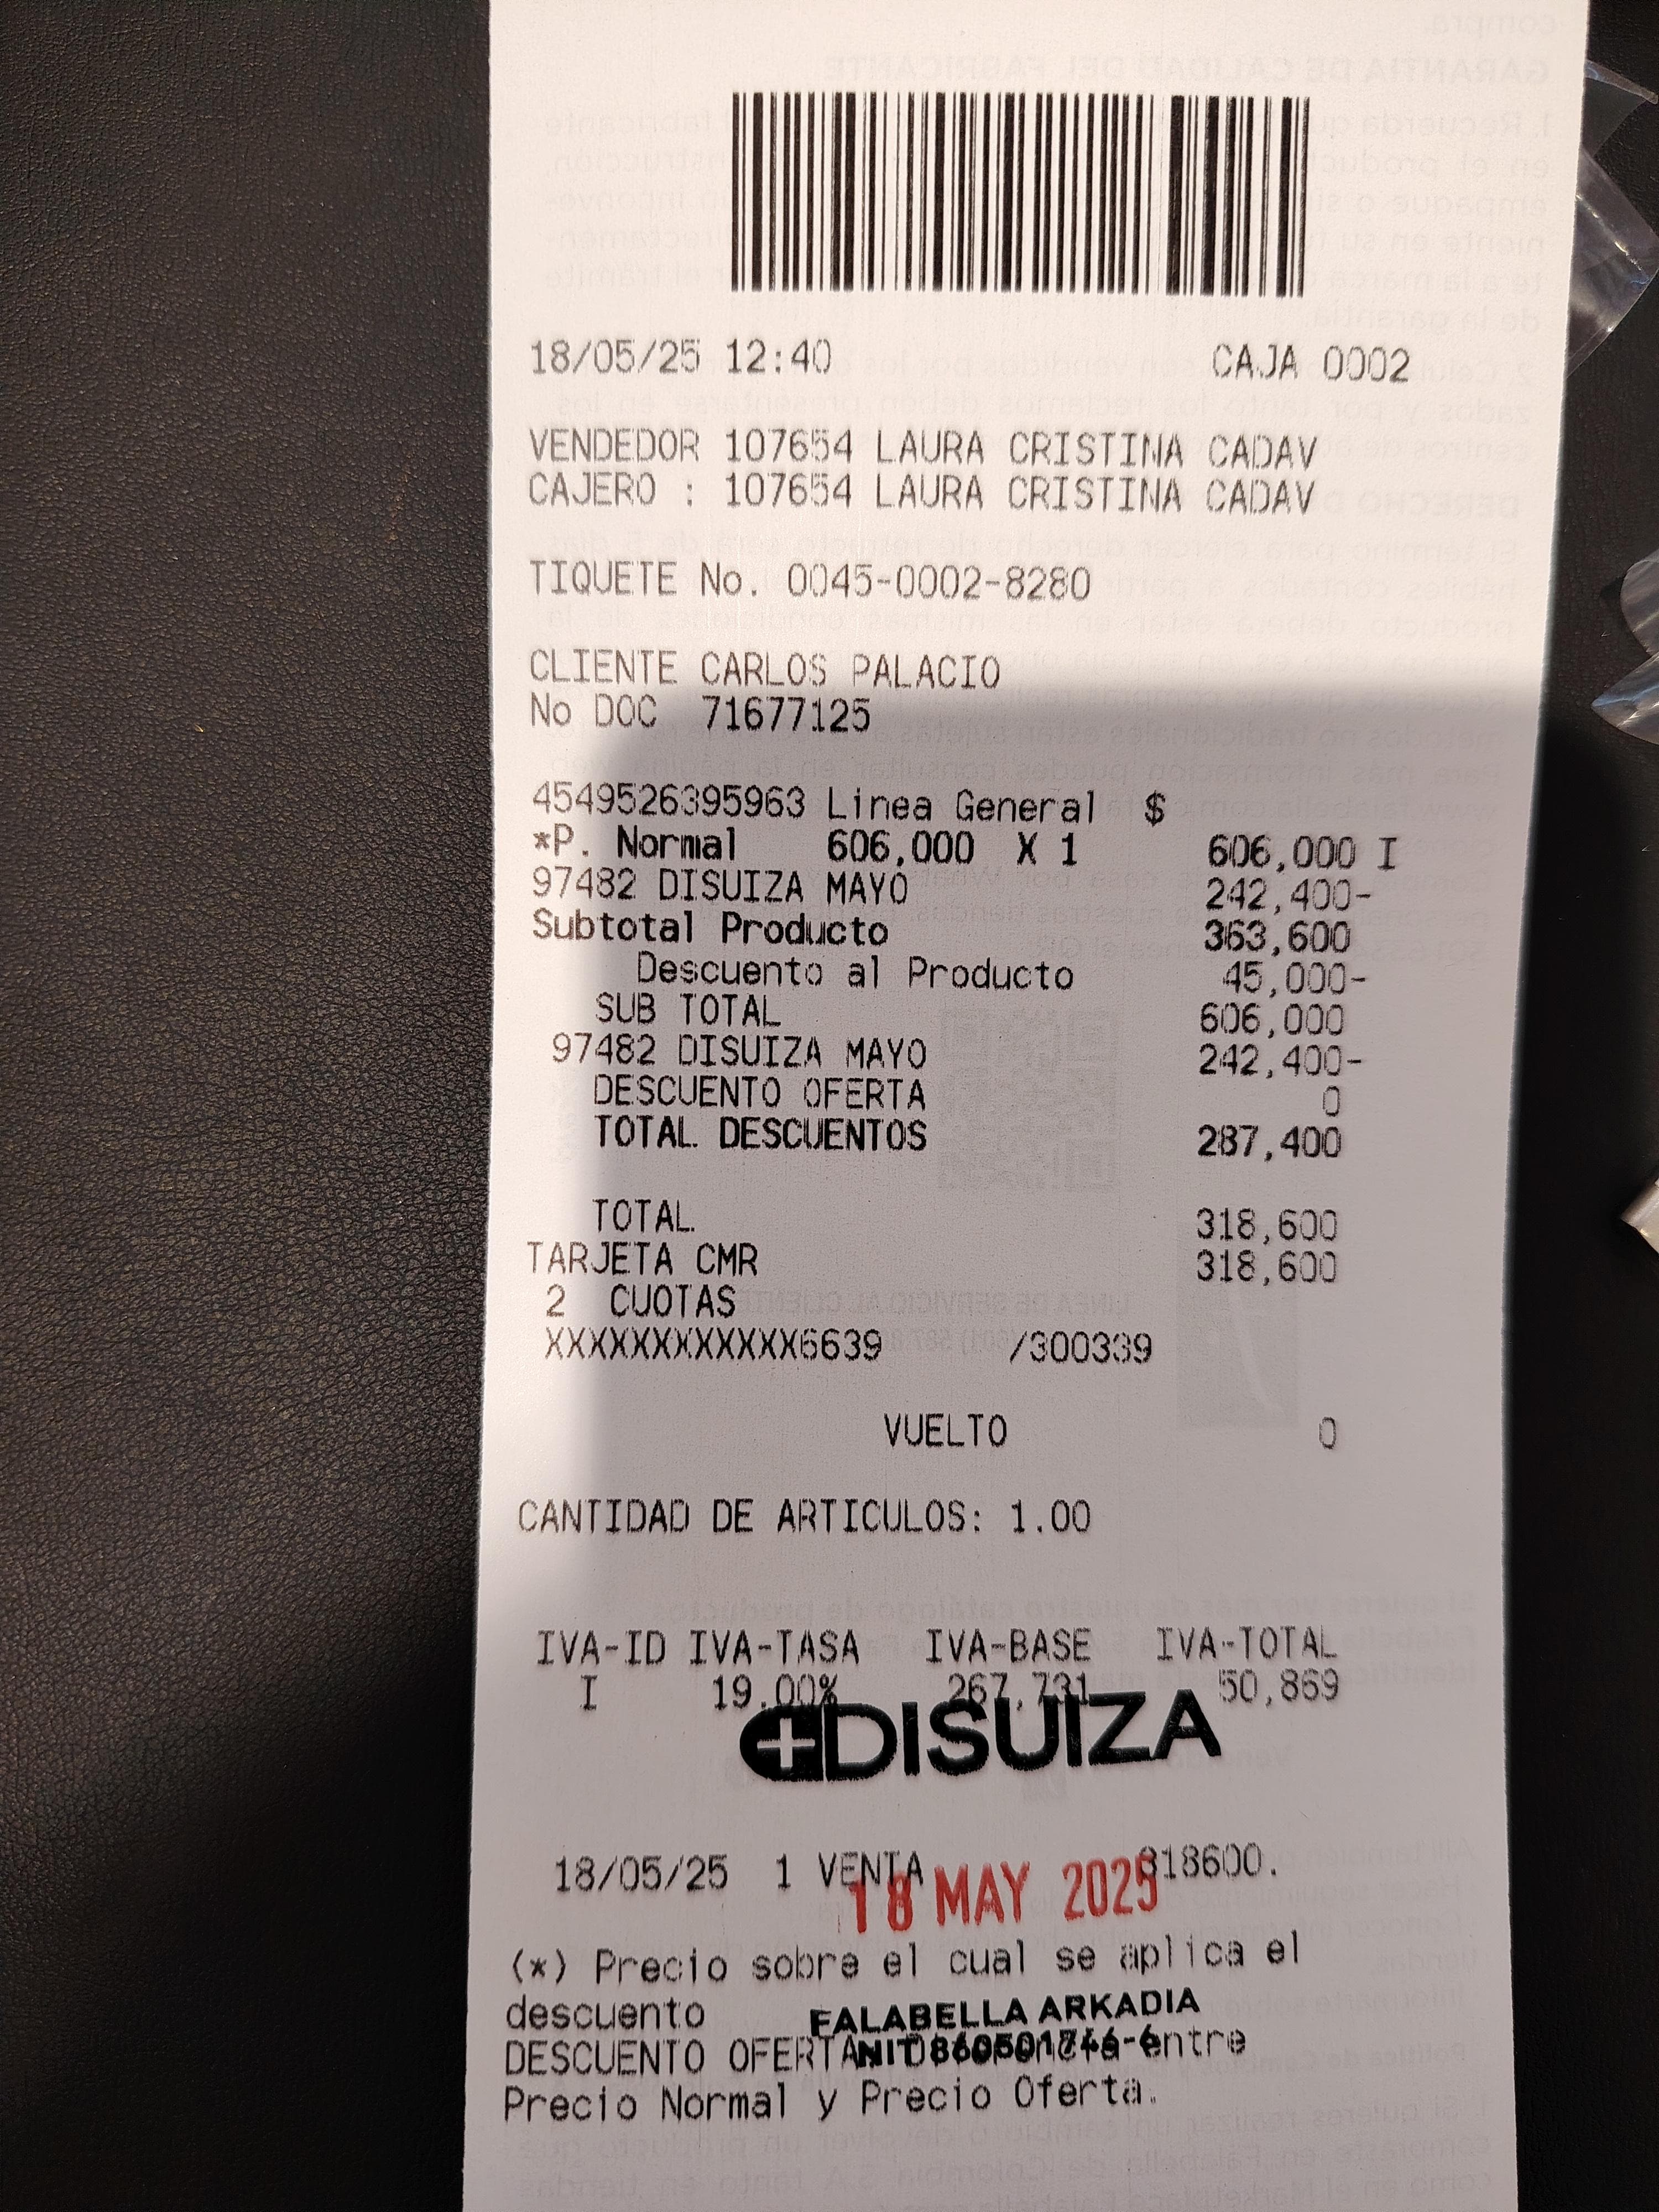 18/05/25 12:40 CAJA 0002
VENDEDOR 107654 LAURA CRISTINA CADAV
CAJERO : 107654 LAURA CRISTINA CADAV
TIQUETE No. 0045-0002-8280
CLIENTE CARLOS PALACIO
No DOC 71677125
4549526395963 Linea General $
*P. Normal 606,000 X 1 606,000 I
97482 DISUIZA MAYO 242,400-
Subtotal Producto 363,600
Descuento al Producto 45,000-
SUB TOTAL 606,000
97482 DISUIZA MAYO 242,400-
DESCUENTO OFERTA 0
TOTAL DESCUENTOS 287,400
TOTAL 318,600
TARJETA CMR 318,600
2 CUOTAS
XXXXXXXXXXXX6639 /300339
VUELTO 0
CANTIDAD DE ARTICULOS: 1.00
IVA-ID IVA-TASA IVA-BASE IVA-TOTAL
I 19.00% 267,731 50,869
DISUIZA
18/05/25 1 VENTA 318600.
18 MAY 2025
(*) Precio sobre el cual se aplica el
descuento
FALABELLA ARKADIA
NIT 860501746-6
DESCUENTO OFERTA entre
Precio Normal y Precio Oferta.